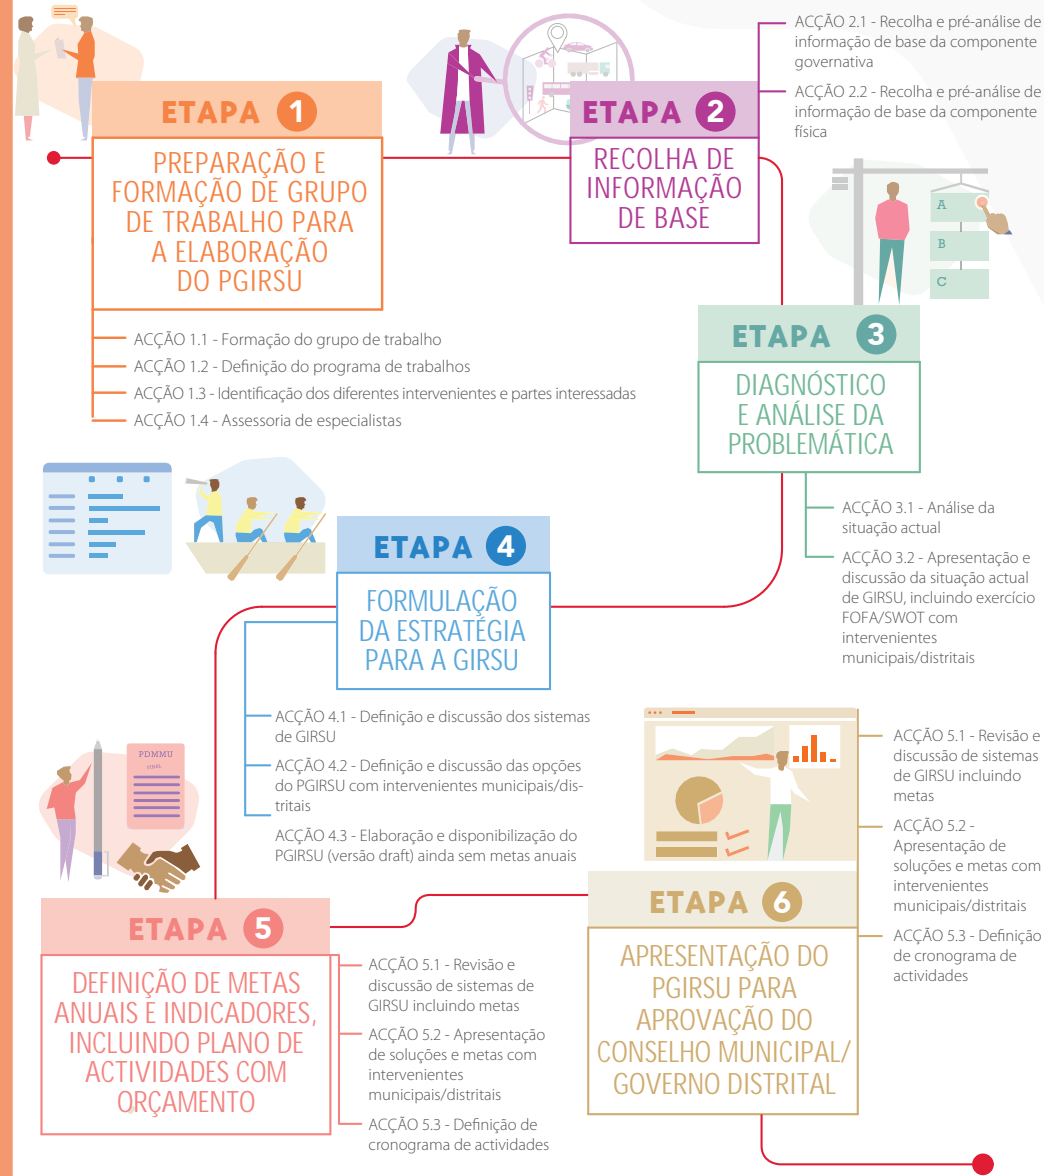 ETAPA 1
PREPARAÇÃO E
FORMAÇÃO DE GRUPO
DE TRABALHO PARA
A ELABORAÇÃO
DO PGIRSU
ACÇÃO 1.1 - Formação do grupo de trabalho
ACÇÃO 1.2 - Definição do programa de trabalhos
ACÇÃO 1.3 - Identificação dos diferentes intervenientes e partes interessadas
ACÇÃO 1.4 - Assessoria de especialistas
ETAPA 2
RECOLHA DE
INFORMAÇÃO
DE BASE
ACÇÃO 2.1 - Recolha e pré-análise de
informação de base da componente
governativa
ACÇÃO 2.2 - Recolha e pré-análise de
informação de base da componente
física
A
B
C
ETAPA 3
DIAGNÓSTICO
E ANÁLISE DA
PROBLEMÁTICA
ACÇÃO 3.1 - Análise da
situação actual
ACÇÃO 3.2 - Apresentação e
discussão da situação actual
de GIRSU, incluindo exercício
FOFA/SWOT com
intervenientes
municipais/distritais
ETAPA 4
FORMULAÇÃO
DA ESTRATÉGIA
PARA A GIRSU
ACÇÃO 4.1 - Definição e discussão dos sistemas
de GIRSU
ACÇÃO 4.2 - Definição e discussão das opções
do PGIRSU com intervenientes municipais/dis-
tritais
ACÇÃO 4.3 - Elaboração e disponibilização do
PGIRSU (versão draft) ainda sem metas anuais
PDMMU
ETAPA 5
DEFINIÇÃO DE METAS
ANUAIS E INDICADORES,
INCLUINDO PLANO DE
ACTIVIDADES COM
ORÇAMENTO
ACÇÃO 5.1 - Revisão e
discussão de sistemas de
GIRSU incluindo metas
ACÇÃO 5.2 - Apresentação
de soluções e metas com
intervenientes
municipais/distritais
ACÇÃO 5.3 - Definição de
cronograma de actividades
ETAPA 6
APRESENTAÇÃO DO
PGIRSU PARA
APROVAÇÃO DO
CONSELHO MUNICIPAL/
GOVERNO DISTRITAL
ACÇÃO 5.1 - Revisão e
discussão de sistemas
de GIRSU incluindo
metas
ACÇÃO 5.2 -
Apresentação de
soluções e metas com
intervenientes
municipais/distritais
ACÇÃO 5.3 - Definição
de cronograma de
actividades